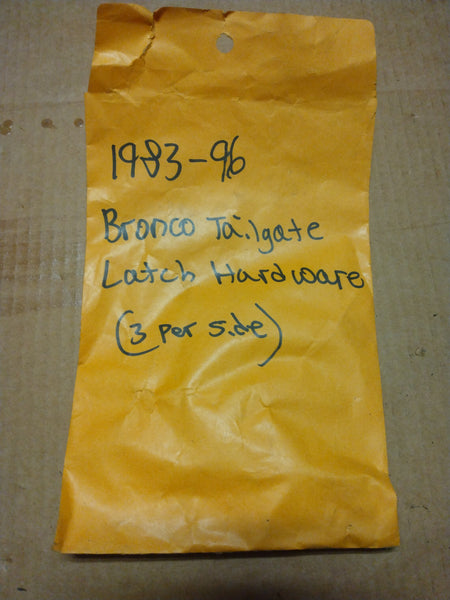 1983-96
Bronco Tailgate
Latch Hardware
(3 per side)